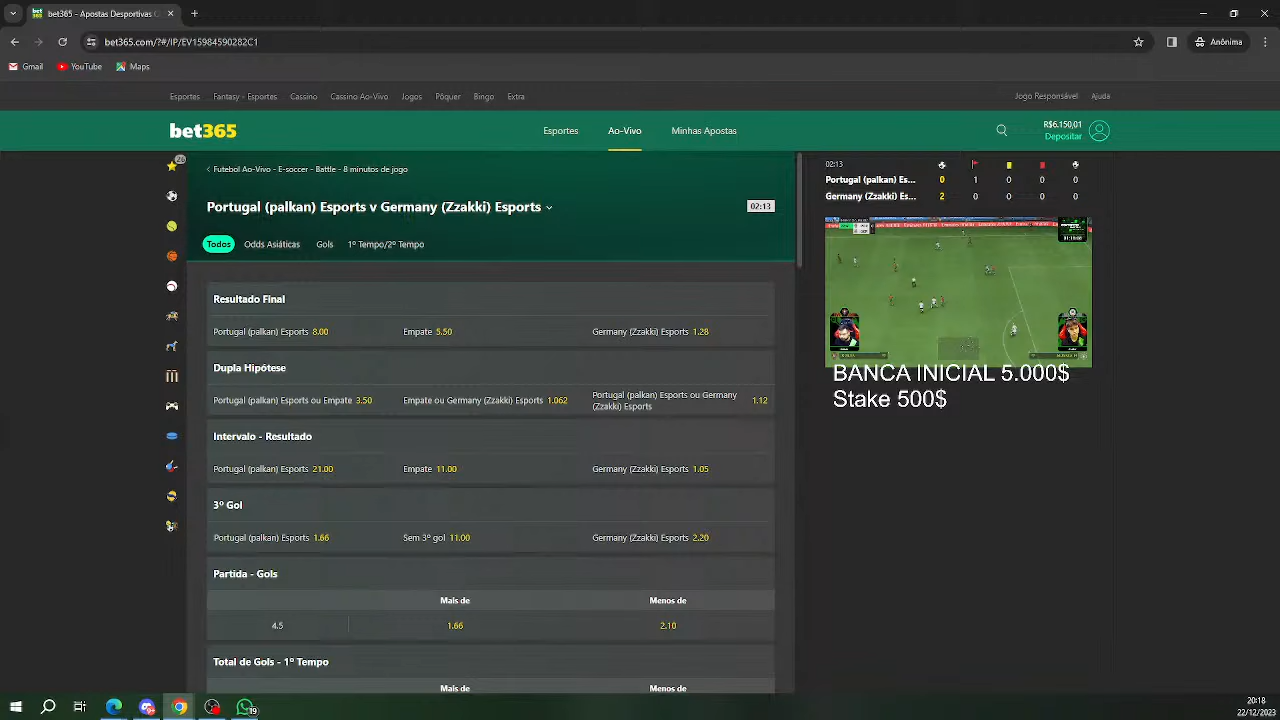 bet365 - Apostas Desportivas O
bet365.com/?#/IP/EV15984590282C1
Anônima
Gmail
YouTube
Maps
Esportes
Fantasy - Esportes
Cassino
Cassino Ao-Vivo
Jogos
Pôquer
Bingo
Extra
Jogo Responsável
Ajuda
bet365
Esportes
Ao-Vivo
Minhas Apostas
R$6.150,01
Depositar
Futebol Ao-Vivo - E-soccer - Battle - 8 minutos de jogo
Portugal (palkan) Esports v Germany (Zzakki) Esports
02:13
Todos
Odds Asiáticas
Gols
1º Tempo/2º Tempo
Resultado Final
Portugal (palkan) Esports 8.00
Empate 5.50
Germany (Zzakki) Esports 1.28
Dupla Hipótese
Portugal (palkan) Esports ou Empate 3.50
Empate ou Germany (Zzakki) Esports 1.062
Portugal (palkan) Esports ou Germany
(Zzakki) Esports
1.12
Intervalo - Resultado
Portugal (palkan) Esports 21.00
Empate 11.00
Germany (Zzakki) Esports 1.05
3º Gol
Portugal (palkan) Esports 1.66
Sem 3º gol 11.00
Germany (Zzakki) Esports 2.20
Partida - Gols
Mais de
Menos de
4.5
1.66
2.10
Total de Gols - 1º Tempo
Mais de
Menos de
02:13
Portugal (palkan) Es... 0 1 0 0 0
Germany (Zzakki) Es... 2 0 0 0 0
BANCA INICIAL 5.000$
Stake 500$
20:18
22/12/2023